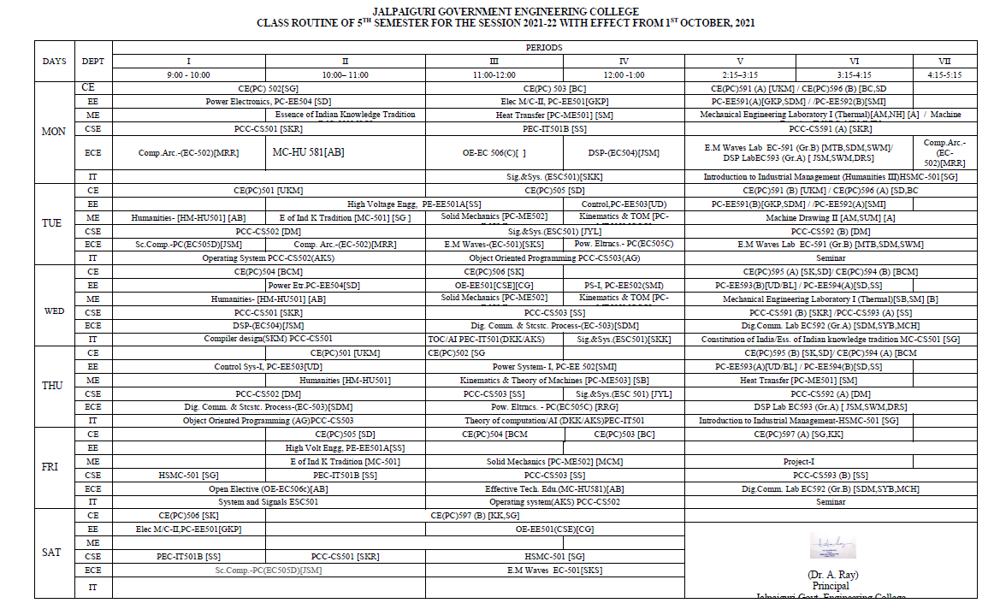 JALPAIGURI GOVERNMENT ENGINEERING COLLEGE
CLASS ROUTINE OF 5TH SEMESTER FOR THE SESSION 2021-22 WITH EFFECT FROM 1ST OCTOBER, 2021
DAYS DEPT PERIODS
I II III IV V VI VII
9:00 - 10:00 10:00– 11:00 11:00-12:00 12:00 -1:00 2:15–3:15 3:15-4:15 4:15-5:15
MON
CE CE(PC) 502[SG] CE(PC) 503 [BC] CE(PC)591 (A) [UKM] / CE(PC)596 (B) [BC,SD
EE Power Electronics, PC-EE504 [SD] Elec M/C-II, PC-EE501[GKP] PC-EE591(A)[GKP,SDM] / /PC-EE592(B)[SMI]
ME Essence of Indian Knowledge Tradition Heat Transfer [PC-ME501] [SM] Mechanical Engineering Laboratory I (Thermal)[AM,NH] [A] / Machine
CSE PCC-CS501 [SKR] PEC-IT501B [SS] PCC-CS591 (A) [SKR]
ECE Comp.Arc.-(EC-502)[MRR] MC-HU 581[AB] OE-EC 506(C)[ ] DSP-(EC504)[JSM] E.M Waves Lab EC-591 (Gr.B) [MTB,SDM,SWM]/
DSP LabEC593 (Gr.A) [ JSM,SWM,DRS] Comp.Arc.-
(EC-
502)[MRR]
IT Sig.&Sys. (ESC501)[SKK] Introduction to Industrial Management (Humanities III)HSMC-501[SG]
TUE
CE CE(PC)501 [UKM] CE(PC)505 [SD] CE(PC)591 (B) [UKM] / CE(PC)596 (A) [SD,BC
EE High Voltage Engg, PE-EE501A[SS] Control,PC-EE503[UD) PC-EE591(B)[GKP,SDM] / /PC-EE592(A)[SMI]
ME Humanities- [HM-HU501] [AB] E of Ind K Tradition [MC-501] [SG ] Solid Mechanics [PC-ME502] Kinematics & TOM [PC- Machine Drawing II [AM,SUM] [A]
CSE PCC-CS502 [DM] Sig.&Sys(ESC501) [JYL] PCC-CS592 (B) [DM]
ECE Sc.Comp.-PC(EC505D)[JSM] Comp. Arc.-(EC-502)[MRR] E.M Waves-(EC-501)[SKS] Pow. Eltrncs.- PC(EC505C) E.M Waves Lab EC-591 (Gr.B) [MTB,SDM,SWM]
IT Operating System PCC-CS502(AKS) Object Oriented Programming PCC-CS503(AG) Seminar
WED
CE CE(PC)504 [BCM] CE(PC)506 [SK] CE(PC)595 (A) [SK,SD]/ CE(PC)594 (B) [BCM]
EE Power Etr.PC-EE504[SD] OE-EE501[CSE][CG] PS-I, PC-EE502(SMI) PC-EE593(B)[UD/BL] / PC-EE594(A)[SD,SS]
ME Humanities- [HM-HU501] [AB] Solid Mechanics [PC-ME502] Kinematics & TOM [PC- Mechanical Engineering Laboratory I (Thermal)[SB,SM] [B]
CSE PCC-CS501 [SKR] PCC-CS503 [SS] PCC-CS591 (B) [SKR] /PCC-CS593 (A) [SS]
ECE DSP-(EC504)[JSM] Dig. Comm. & Stcstc. Process-(EC-503)[SDM] Dig.Comm. Lab EC592 (Gr.A) [SDM,SYB,MCH]
IT Compiler design(SKM) PCC-CS501 TOC/AI PEC-IT501(DKK/AKS) Sig.&Sys.(ESC501)[SKK] Constitution of India/Ess. of Indian knowledge tradition MC-CS501 [SG]
THU
CE CE(PC)501 [UKM] CE(PC)502 [SG CE(PC)595 (B) [SK,SD]/ CE(PC)594 (A) [BCM
EE Control Sys-I, PC-EE503[UD] Power System- I, PC-EE 502[SMI] PC-EE593(A)[UD/BL] / PC-EE594(B)[SD,SS]
ME Humanities [HM-HU501] Kinematics & Theory of Machines [PC-ME503] [SB] Heat Transfer [PC-ME501] [SM]
CSE PCC-CS502 [DM] PCC-CS503 [SS] Sig.&Sys.(ESC 501) [JYL] PCC-CS592 (A) [DM]
ECE Dig. Comm. & Stcstc. Process-(EC-503)[SDM] Pow. Eltrncs. - PC(EC505C) [RRG] DSP Lab EC593 (Gr.A) [ JSM,SWM,DRS]
IT Object Oriented Programming (AG)PCC-CS503 Theory of computation/AI (DKK/AKS)PEC-IT501 Introduction to Industrial Management-HSMC-501 [SG]
FRI
CE CE(PC)505 [SD] CE(PC)504 [BCM CE(PC)503 [BC] CE(PC)597 (A) [SG,KK]
EE High Volt Engg, PE-EE501A[SS]
ME E of Ind K Tradition [MC-501] Solid Mechanics [PC-ME502] [MCM] Project-I
CSE HSMC-501 [SG] PEC-IT501B [SS] PCC-CS503 [SS] PCC-CS593 (B) [SS]
ECE Open Elective (OE-EC506c)[AB] Effective Tech. Edu.(MC-HU581)[AB] Dig.Comm. Lab EC592 (Gr.B) [SDM,SYB,MCH]
IT System and Signals ESC501 Operating system(AKS) PCC-CS502 Seminar
SAT
CE CE(PC)506 [SK] CE(PC)597 (B) [KK,SG]
EE Elec M/C-II,PC-EE501[GKP] OE-EE501(CSE)[CG]
ME
CSE PEC-IT501B [SS] PCC-CS501 [SKR] HSMC-501 [SG]
ECE Sc.Comp.-PC(EC505D)[JSM] E.M Waves EC-501[SKS]
IT
(Dr. A. Ray)
Principal
Jalpaiguri Govt. Engineering College